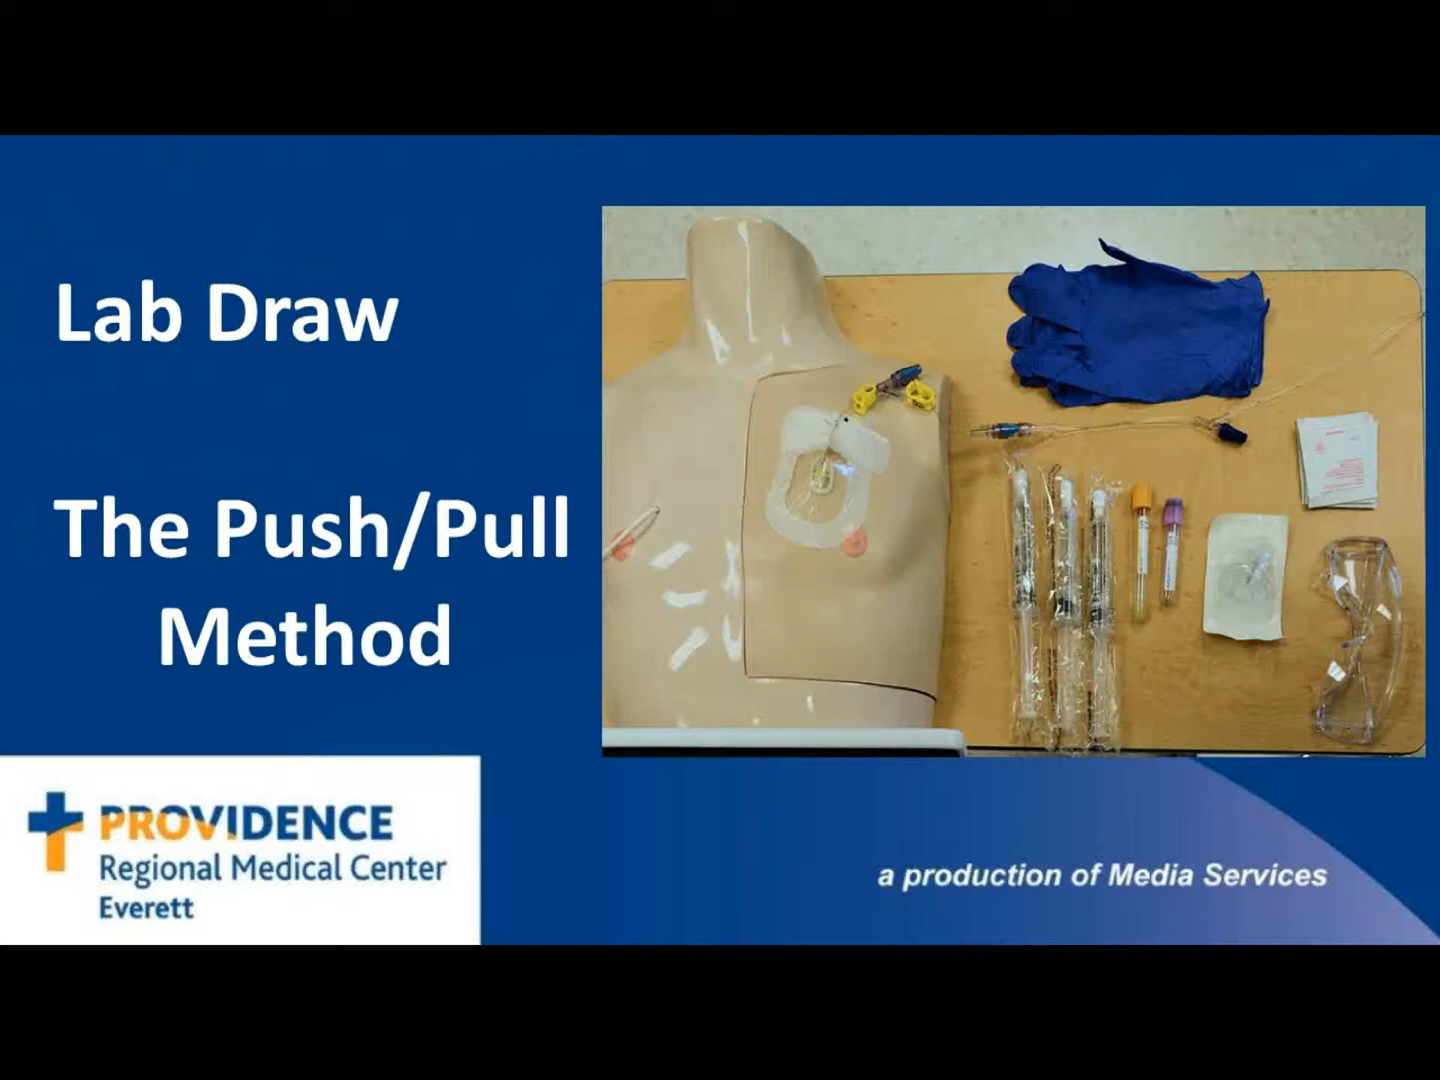 Lab Draw
The Push/Pull
Method
PROVIDENCE
Regional Medical Center
Everett
a production of Media Services